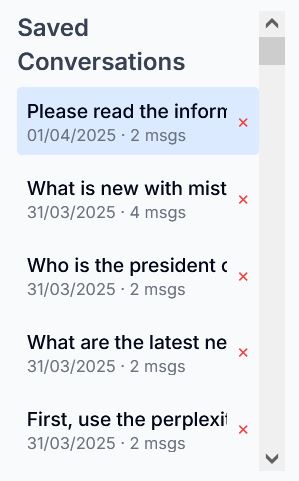 Saved
Conversations
Please read the inform
01/04/2025 · 2 msgs
What is new with mist
31/03/2025 · 4 msgs
Who is the president o
31/03/2025 · 2 msgs
What are the latest ne
31/03/2025 · 2 msgs
First, use the perplexit
31/03/2025 · 2 msgs